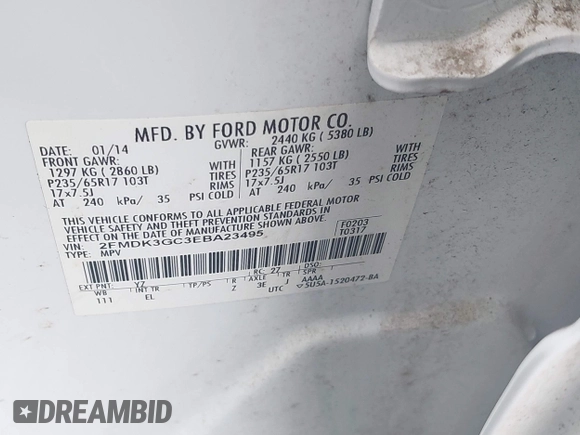 MFD. BY FORD MOTOR CO.
DATE: 01/14 GVWR: 2440 KG ( 5380 LB)
FRONT GAWR: REAR GAWR:
1297 KG ( 2860 LB) WITH 1157 KG ( 2550 LB) WITH
P235/65R17 103T TIRES P235/65R17 103T TIRES
17x7.5J RIMS 17x7.5J RIMS
AT 240 kPa/ 35 PSI COLD AT 240 kPa/ 35 PSI COLD
THIS VEHICLE CONFORMS TO ALL APPLICABLE FEDERAL MOTOR
VEHICLE SAFETY AND THEFT PREVENTION STANDARDS IN EFFECT ON
THE DATE OF MANUFACTURE SHOWN ABOVE.
VIN: 2FMDK3GC3EBA23495 F0203
TYPE: MPV T0317
EXT PNT: YZ RC: 27 DSO:
WB INT TR TP/PS R AXLE TR SPR
111 EL Z 3E J AAAA
UTC ▽5U5A-1520472-BA
DREAMBID